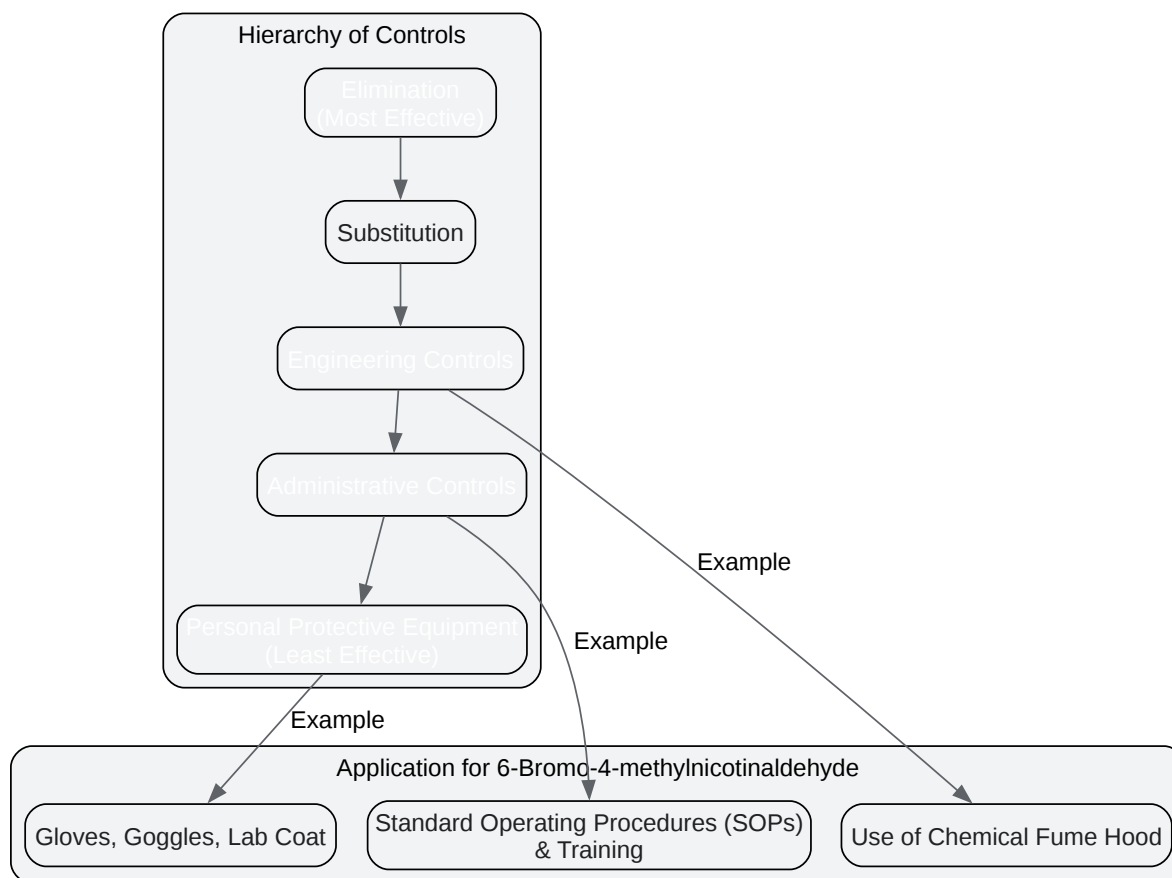 Hierarchy of Controls
Elimination
(Most Effective)
Substitution
Engineering Controls
Administrative Controls
Example
Personal Protective Equipment
(Least Effective)
Example
Example
Application for 6-Bromo-4-methylnicotinaldehyde
Gloves, Goggles, Lab Coat
Standard Operating Procedures (SOPs)
& Training
Use of Chemical Fume Hood